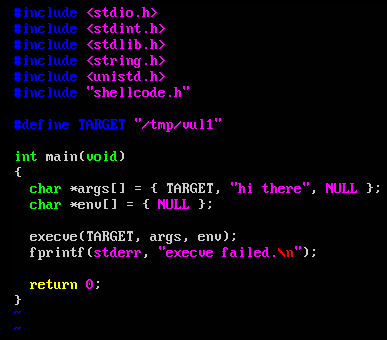 #include <stdio.h>
#include <stdint.h>
#include <stdlib.h>
#include <string.h>
#include <unistd.h>
#include "shellcode.h"

#define TARGET "/tmp/vul1"

int main(void)
{
  char *args[] = { TARGET, "hi there", NULL };
  char *env[] = { NULL };

  execve(TARGET, args, env);
  fprintf(stderr, "execve failed.\n");

  return 0;
}
~
~